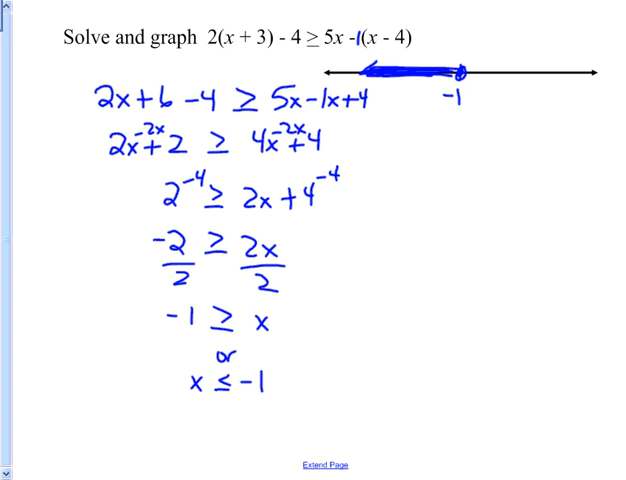 Solve and graph 2(x + 3) - 4 ≥ 5x -1(x - 4)
-1
2x + 6 - 4 ≥ 5x - 1x + 4
2x -2x + 2 ≥ 4x -2x + 4
2 -4 ≥ 2x + 4 -4
-2/2 ≥ 2x/2
-1 ≥ x
or
x ≤ -1
Extend Page